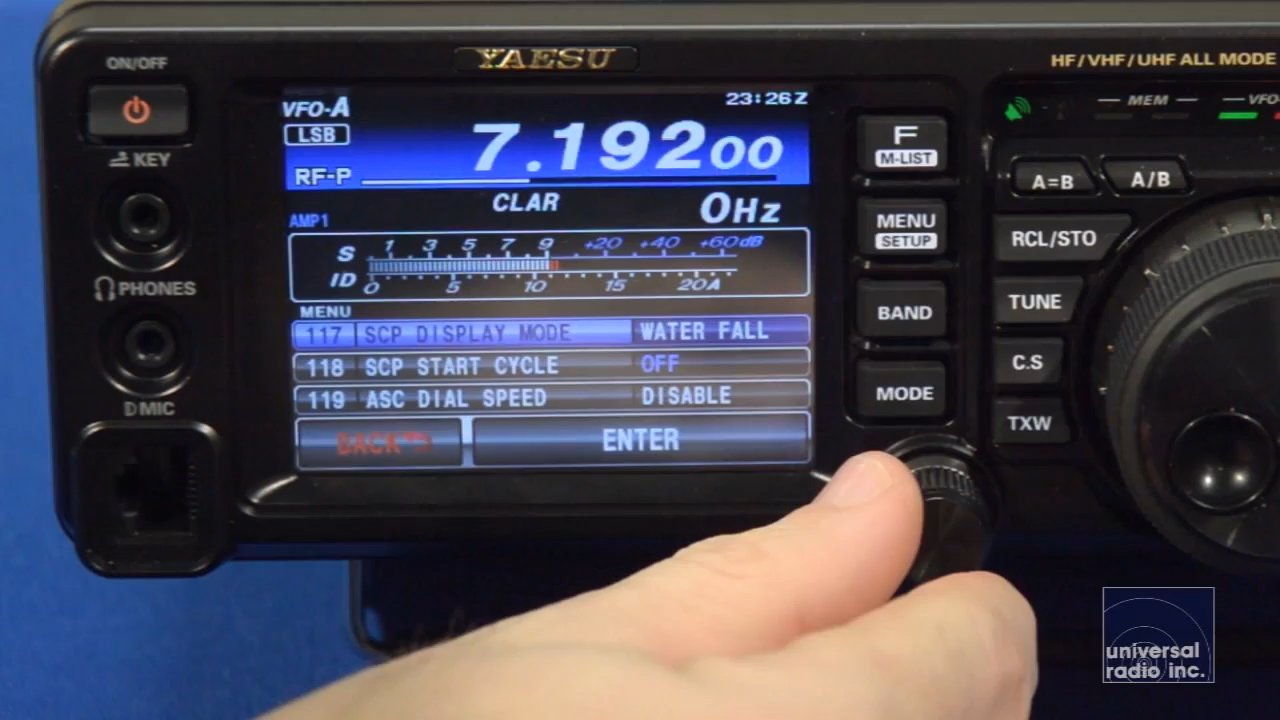 YAESU
HF/VHF/UHF ALL MODE
ON/OFF
KEY
PHONES
MIC
VFO-A
23:26Z
LSB
7.19200
RF-P
CLAR
0Hz
AMP1
S 1 3 5 7 9 +20 +40 +60dB
ID 0 5 10 15 20A
MENU
117 SCP DISPLAY MODE WATER FALL
118 SCP START CYCLE OFF
119 ASC DIAL SPEED DISABLE
BACK ENTER
F
M-LIST
MENU
SETUP
BAND
MODE
MEM
VFO
A=B A/B
RCL/STO
TUNE
C.S
TXW
universal
radio inc.